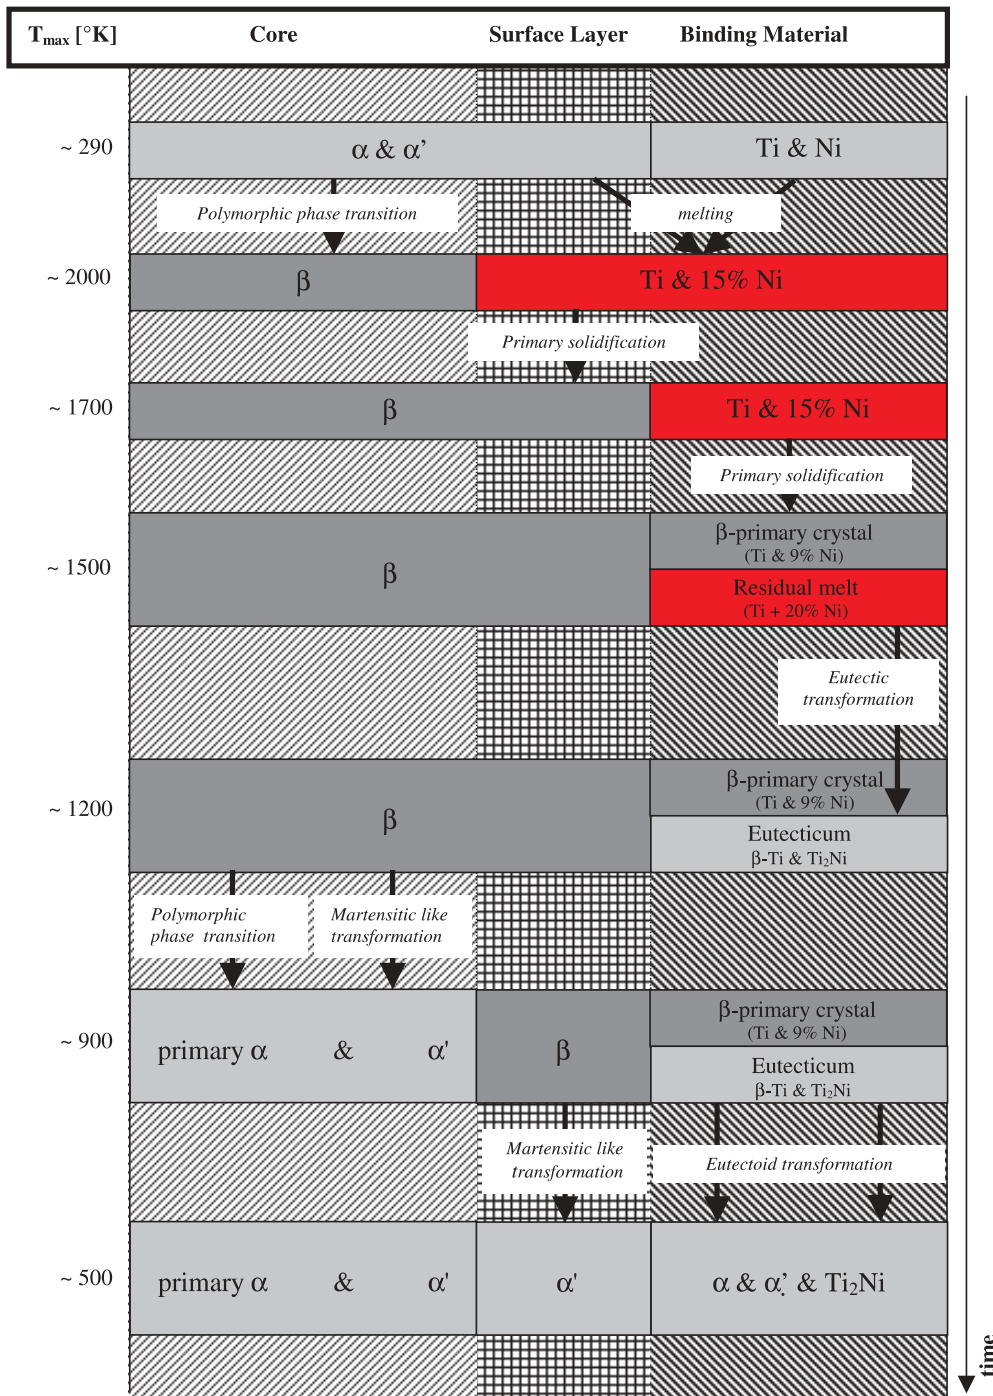 Tmax [°K] Core Surface Layer Binding Material
~ 290 α & α’ Ti & Ni
Polymorphic phase transition melting
~ 2000 β Ti & 15% Ni
Primary solidification
~ 1700 β Ti & 15% Ni
Primary solidification
β-primary crystal
(Ti & 9% Ni)
~ 1500 β
Residual melt
(Ti + 20% Ni)
Eutectic
transformation
β-primary crystal
(Ti & 9% Ni)
~ 1200 β
Eutecticum
β-Ti & Ti₂Ni
Polymorphic
phase transition
Martensitic like
transformation
β-primary crystal
(Ti & 9% Ni)
~ 900 primary α & α' β
Eutecticum
β-Ti & Ti₂Ni
Martensitic like
transformation
Eutectoid transformation
~ 500 primary α & α' α' α & α' & Ti₂Ni
time